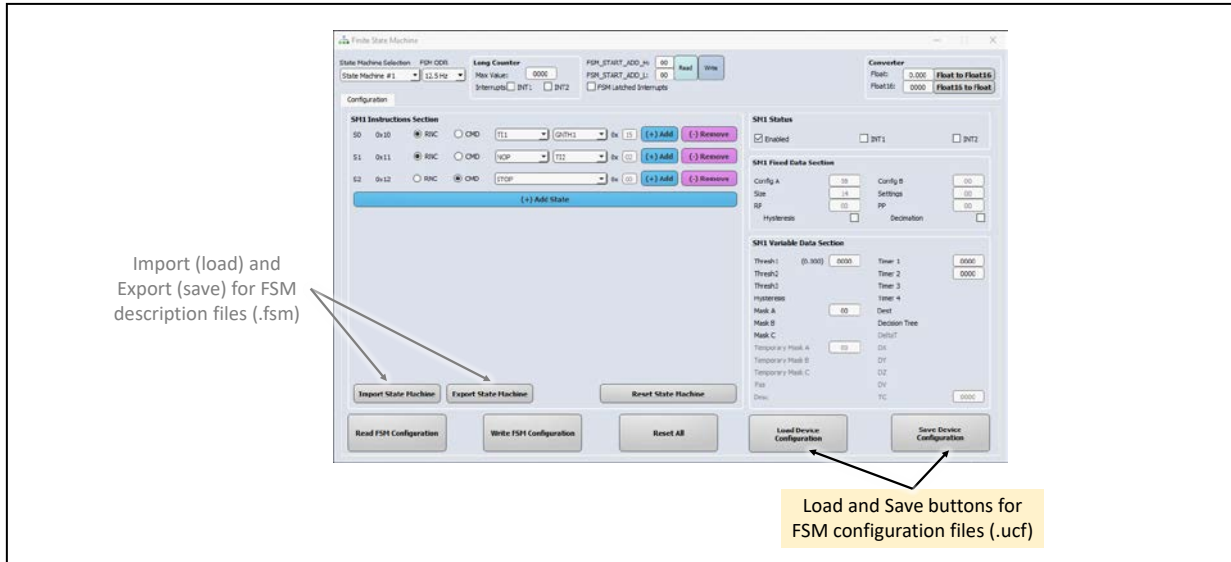 Finite State Machine
State Machine Selection FSM ODR Long Counter FSM_START_ADD_H: 00 Read Write Converter
State Machine #1 12.5 Hz Max Value: 0000 FSM_START_ADD_L: 00 Float: 0.000 Float to Float16
Interrupts: INT1 INT2 FSM Latched Interrupts Float16: 0000 Float16 to Float
Configuration
SM1 Instructions Section
S0 0x10 RNC CMD TI1 GNTH1 0x 15 (+) Add (-) Remove
S1 0x11 RNC CMD NOP TI2 0x 02 (+) Add (-) Remove
S2 0x12 RNC CMD STOP 0x 00 (+) Add (-) Remove
(+) Add State
SM1 Status
Enabled INT1 INT2
SM1 Fixed Data Section
Config A Config B 00
Size 14 Settings 00
RP 00 PP 00
Hysteresis Decimation
SM1 Variable Data Section
Thresh1 (0.000) 0000 Timer 1 0000
Thresh2 Timer 2 0000
Thresh3 Timer 3
Hysteresis Timer 4
Mask A 00 Dest
Mask B Decision Tree
Mask C DeltaT
Temporary Mask A 00 DX
Temporary Mask B DY
Temporary Mask C DZ
Pas DV
Desc TC 0000
Import (load) and
Export (save) for FSM
description files (.fsm)
Import State Machine Export State Machine Reset State Machine
Read FSM Configuration Write FSM Configuration Reset All Load Device Configuration Save Device Configuration
Load and Save buttons for
FSM configuration files (.ucf)